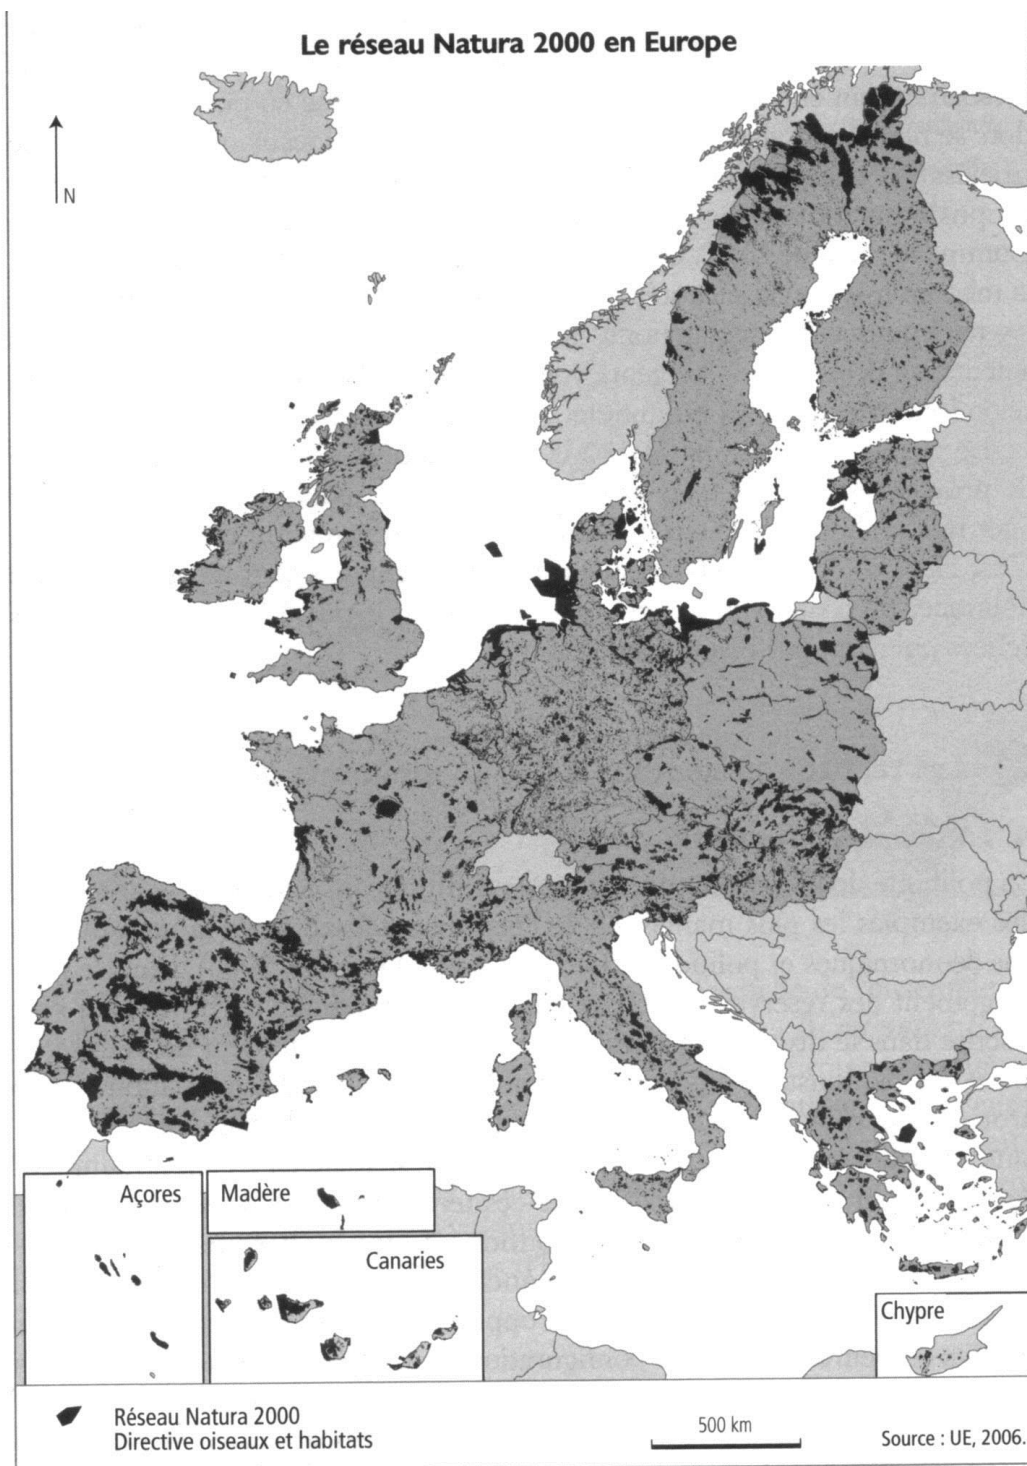 Le réseau Natura 2000 en Europe
N
Açores
Madère
Canaries
Chypre
Réseau Natura 2000
Directive oiseaux et habitats
500 km
Source : UE, 2006.